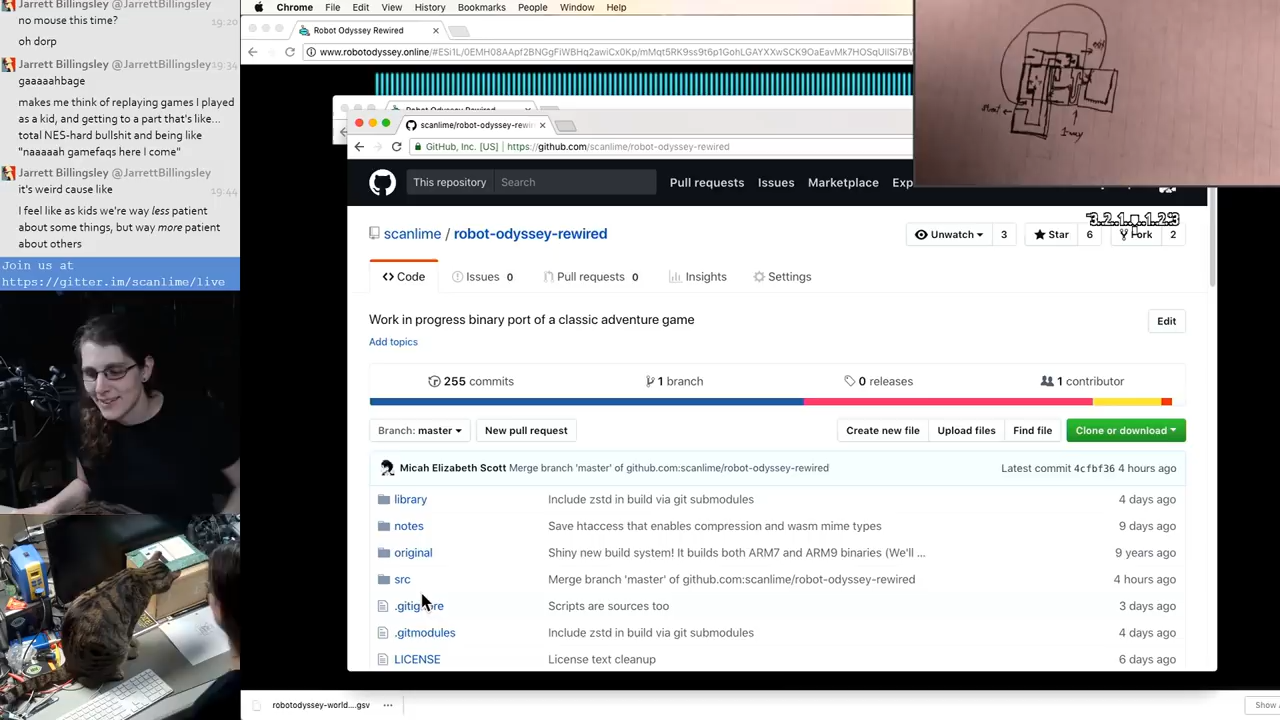 Jarrett Billingsley @JarrettBillingsley
no mouse this time?
19:20
oh dorp
Jarrett Billingsley @JarrettBillingsley 19:34
gaaaaahbage
makes me think of replaying games I played
as a kid, and getting to a part that's like...
total NES-hard bullshit and being like
"naaaaah gamefaqs here I come"
Jarrett Billingsley @JarrettBillingsley
it's weird cause like
19:44
I feel like as kids we're way less patient
about some things, but way more patient
about others
Join us at
https://gitter.im/scanlime/live
Chrome File Edit View History Bookmarks People Window Help
Robot Odyssey Rewired
Robot Odyssey Rewired
scanlime/robot-odyssey-rewir
GitHub, Inc. [US] https://github.com/scanlime/robot-odyssey-rewired
This repository Search Pull requests Issues Marketplace Exp
scanlime / robot-odyssey-rewired
Unwatch 3 Star 6 Fork 2
Code Issues 0 Pull requests 0 Insights Settings
Work in progress binary port of a classic adventure game
Edit
Add topics
255 commits 1 branch 0 releases 1 contributor
Branch: master New pull request Create new file Upload files Find file Clone or download
Micah Elizabeth Scott Merge branch 'master' of github.com:scanlime/robot-odyssey-rewired Latest commit 4cfbf36 4 hours ago
library Include zstd in build via git submodules 4 days ago
notes Save htaccess that enables compression and wasm mime types 9 days ago
original Shiny new build system! It builds both ARM7 and ARM9 binaries (We'll ... 9 years ago
src Merge branch 'master' of github.com:scanlime/robot-odyssey-rewired 4 hours ago
.gitignore Scripts are sources too 3 days ago
.gitmodules Include zstd in build via git submodules 4 days ago
LICENSE License text cleanup 6 days ago
robotodyssey-world....gsv
Show